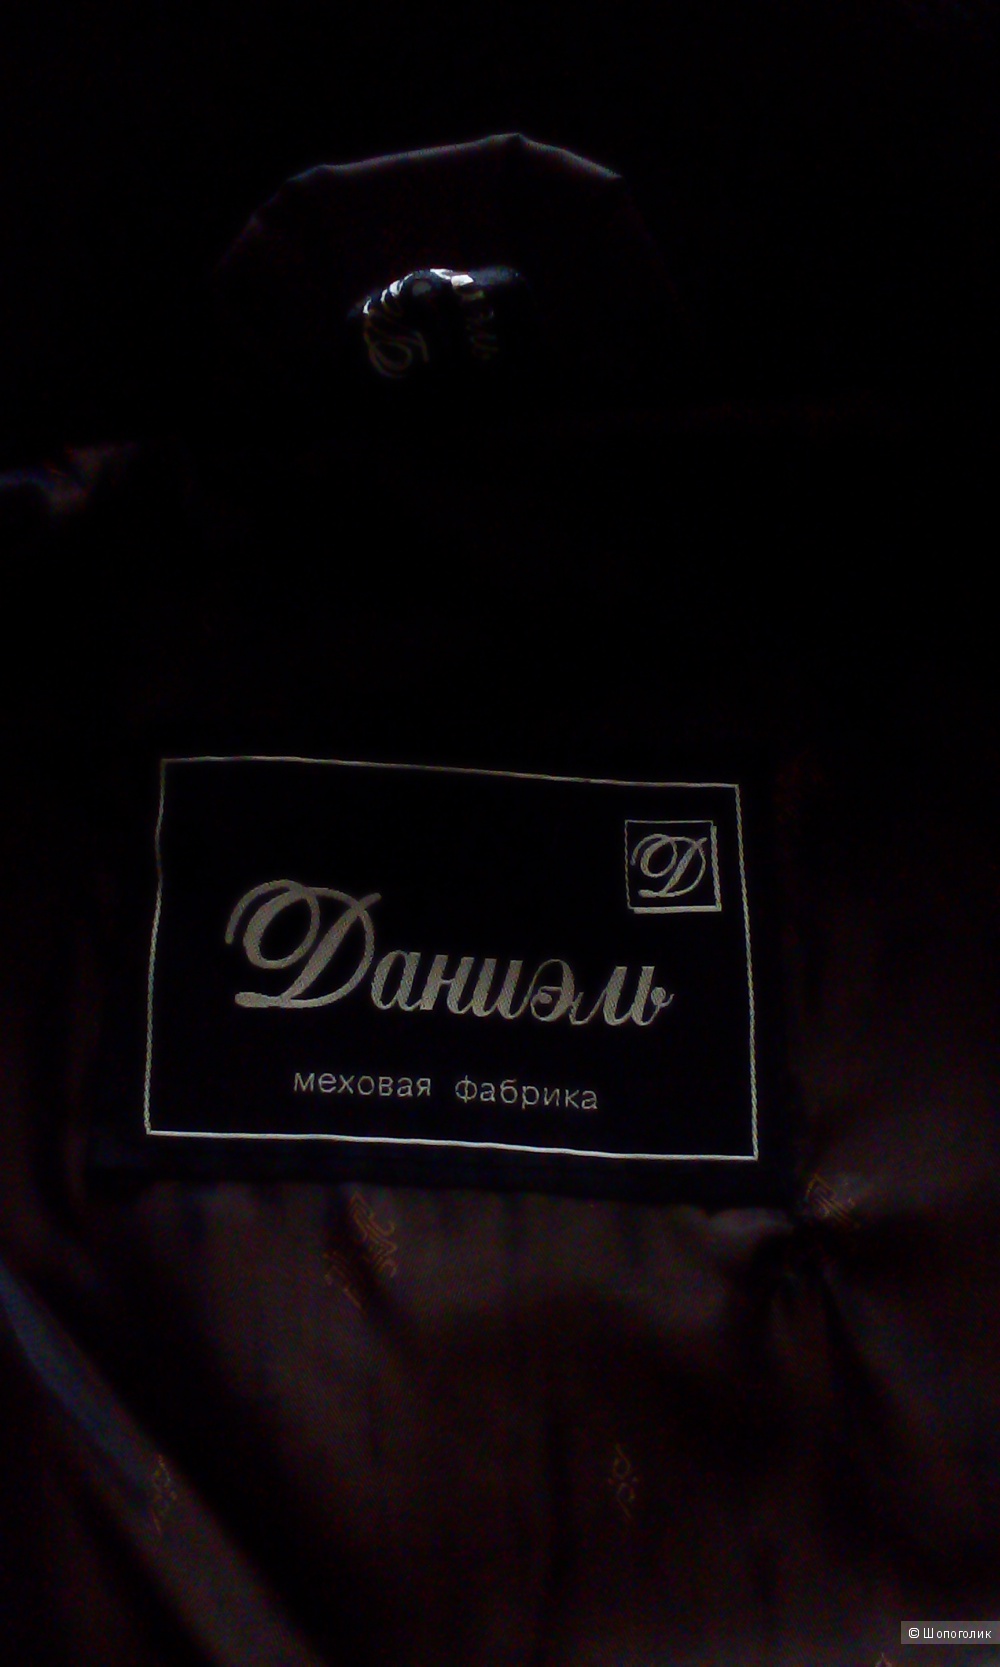 Д
Даниэль
меховая фабрика
© Шопоголик